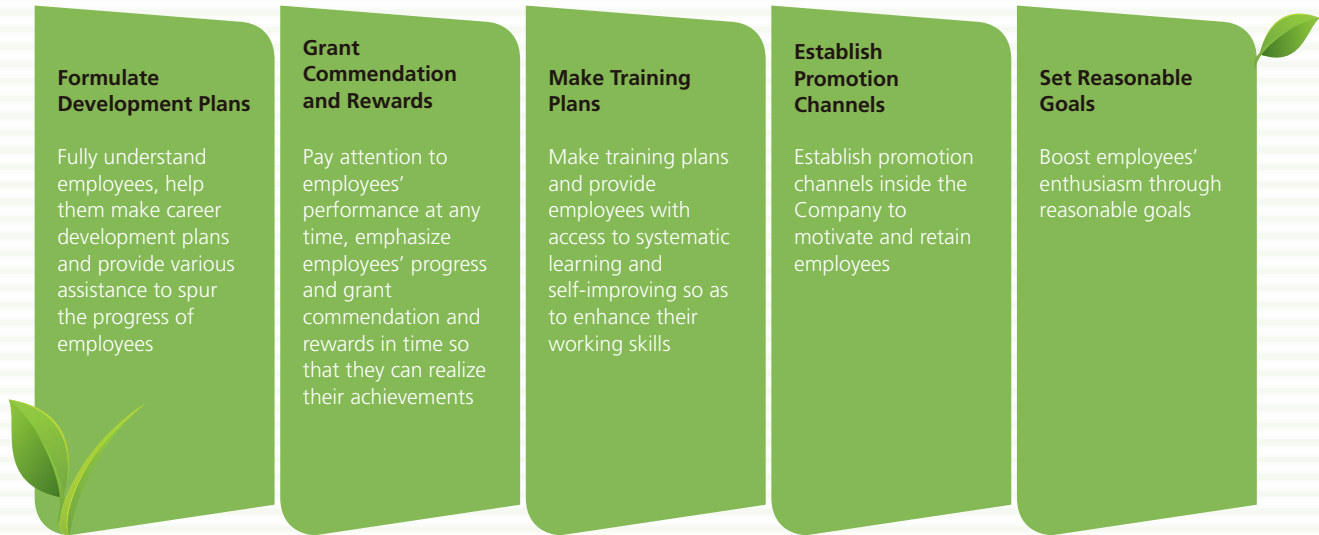 Formulate
Development Plans
Fully understand
employees, help
them make career
development plans
and provide various
assistance to spur
the progress of
employees
Grant
Commendation
and Rewards
Pay attention to
employees’
performance at any
time, emphasize
employees’ progress
and grant
commendation and
rewards in time so
that they can realize
their achievements
Make Training
Plans
Make training plans
and provide
employees with
access to systematic
learning and
self-improving so as
to enhance their
working skills
Establish
Promotion
Channels
Establish promotion
channels inside the
Company to
motivate and retain
employees
Set Reasonable
Goals
Boost employees’
enthusiasm through
reasonable goals